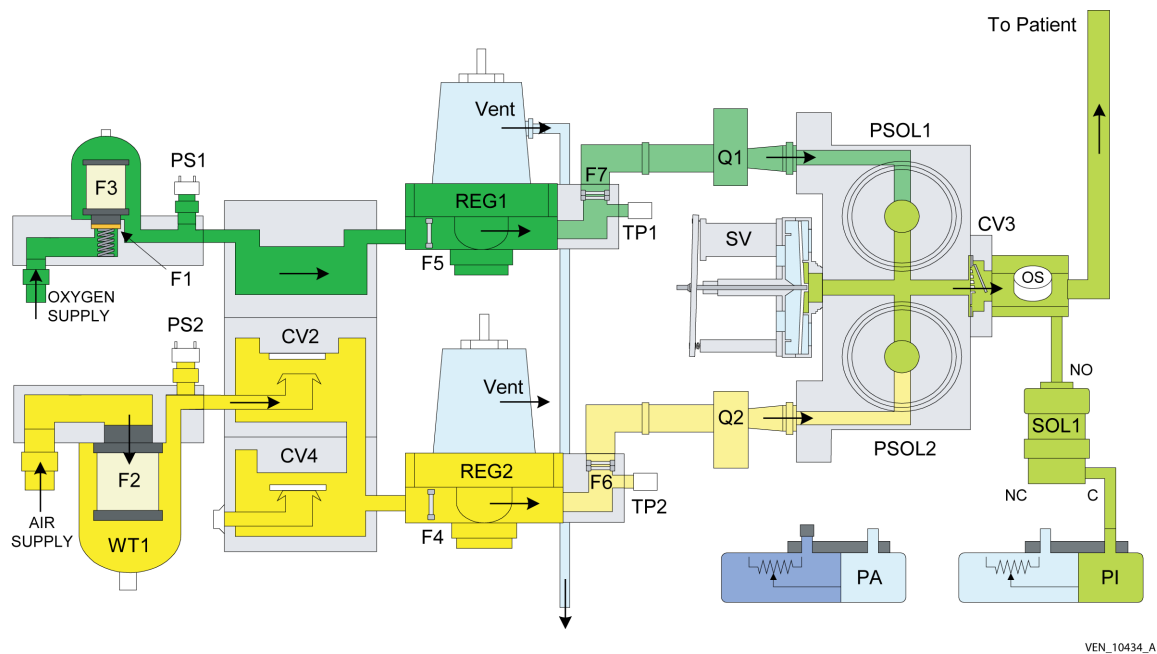 To Patient
Vent
PSOL1
PS1
F3
Q1
F7
REG1
TP1
SV
CV3
F5
F1
OXYGEN
SUPPLY
OS
PS2
CV2
Vent
NO
Q2
SOL1
PSOL2
CV4
REG2
F6
F2
NC
C
TP2
AIR
SUPPLY
F4
WT1
PA
PI
VEN_10434_A